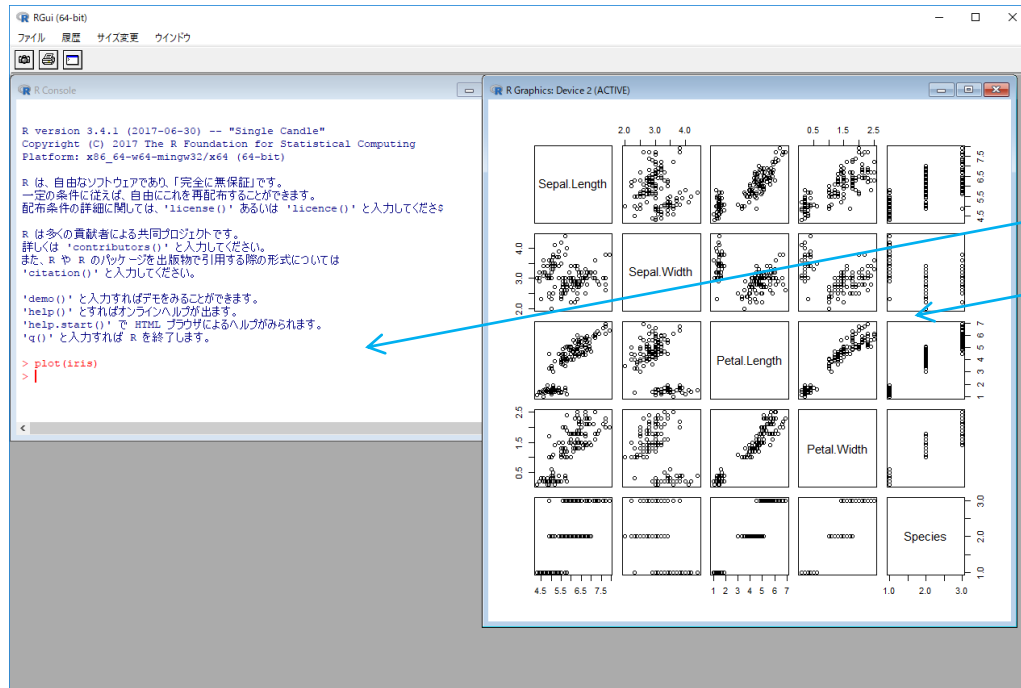 RGui (64-bit)
ファイル 履歴 サイズ変更 ウインドウ
R Console
R version 3.4.1 (2017-06-30) -- "Single Candle"
Copyright (C) 2017 The R Foundation for Statistical Computing
Platform: x86_64-w64-mingw32/x64 (64-bit)
R は、自由なソフトウェアであり、「完全に無保証」です。
一定の条件に従えば、自由にこれを再配布することができます。
配布条件の詳細に関しては、'license()' あるいは 'licence()' と入力してくださ$
R は多くの貢献者による共同プロジェクトです。
詳しくは 'contributors()' と入力してください。
また、R や R のパッケージを出版物で引用する際の形式については
'citation()' と入力してください。
'demo()' と入力すればデモをみることができます。
'help()' とすればオンラインヘルプが出ます。
'help.start()' で HTML ブラウザによるヘルプがみられます。
'q()' と入力すれば R を終了します。
> plot(iris)
>
R Graphics: Device 2 (ACTIVE)
2.0 3.0 4.0 0.5 1.5 2.5
Sepal.Length
4.5 5.5 6.5 7.5
2.0 3.0 4.0
Sepal.Width
Petal.Length
1 2 3 4 5 6 7
0.5 1.5 2.5
Petal.Width
Species
1.0 2.0 3.0
4.5 5.5 6.5 7.5 1 2 3 4 5 6 7 1.0 2.0 3.0